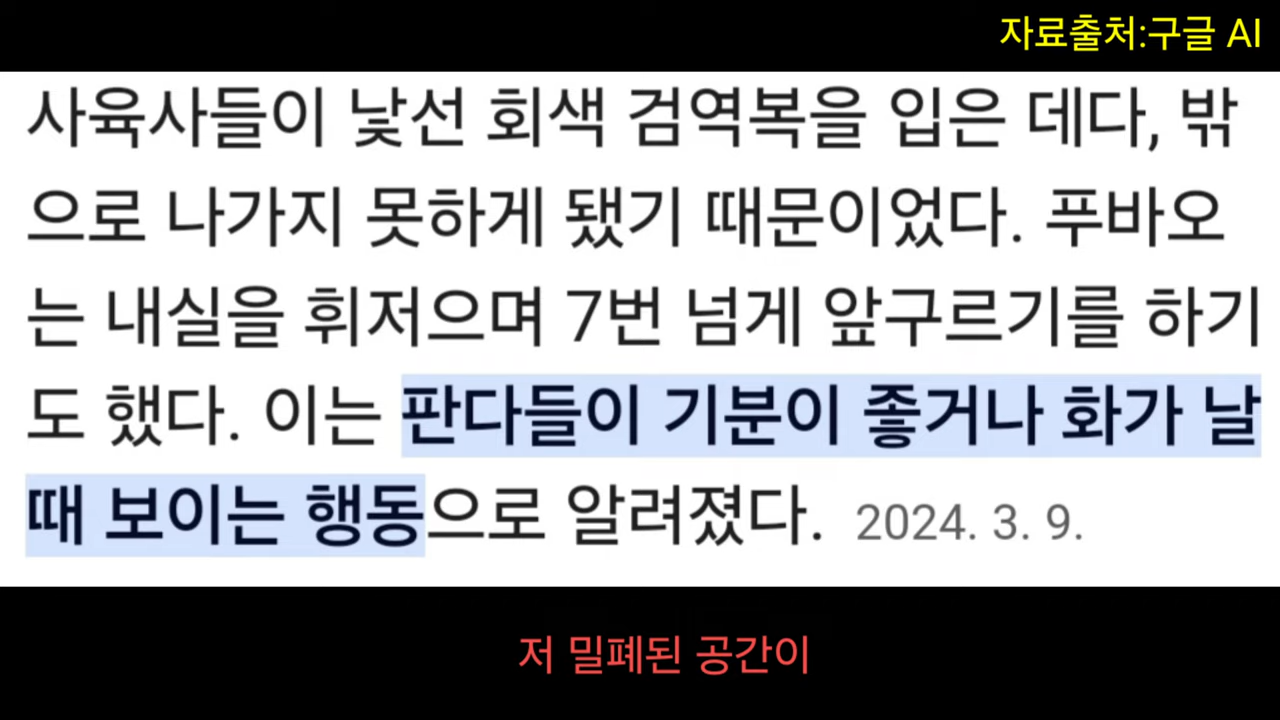 자료출처:구글 AI
사육사들이 낯선 회색 검역복을 입은 데다, 밖
으로 나가지 못하게 됐기 때문이었다. 푸바오
는 내실을 휘저으며 7번 넘게 앞구르기를 하기
도 했다. 이는 판다들이 기분이 좋거나 화가 날
때 보이는 행동으로 알려졌다. 2024. 3. 9.
저 밀폐된 공간이